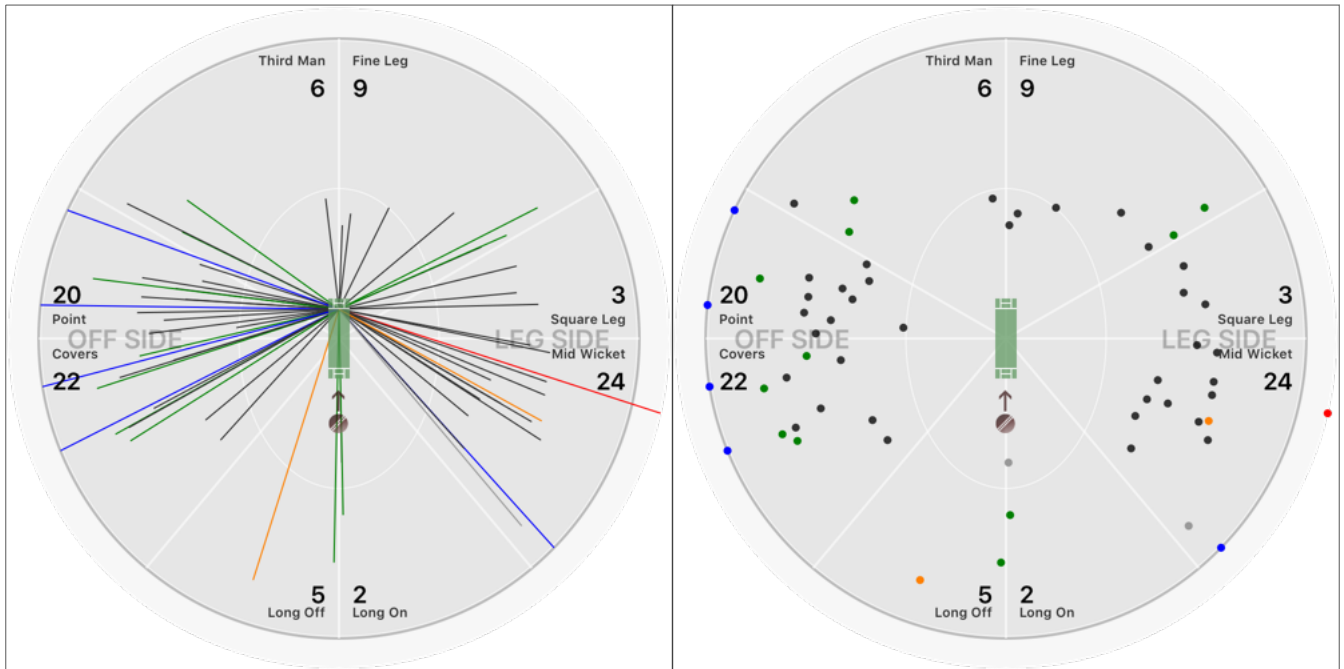 Third Man
Fine Leg
6
9
20
Point
OFF SIDE
Covers
22
3
Square Leg
LEG SIDE
Mid Wicket
24
5
2
Long Off
Long On
Third Man
Fine Leg
6
9
20
Point
OFF SIDE
Covers
22
3
Square Leg
LEG SIDE
Mid Wicket
24
5
2
Long Off
Long On